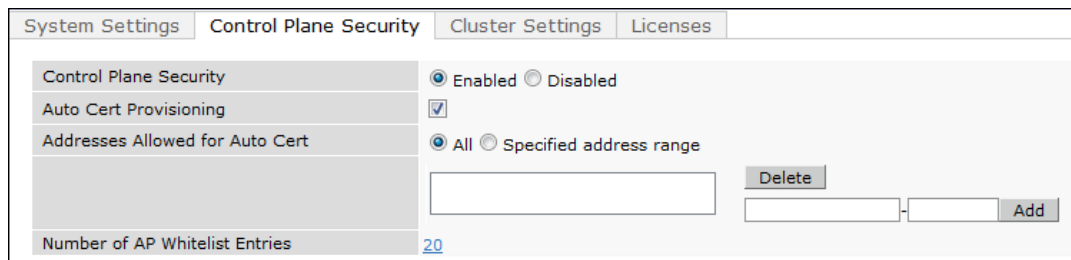 System Settings Control Plane Security Cluster Settings Licenses
Control Plane Security Enabled Disabled
Auto Cert Provisioning
Addresses Allowed for Auto Cert All Specified address range
Delete
- Add
Number of AP Whitelist Entries 20